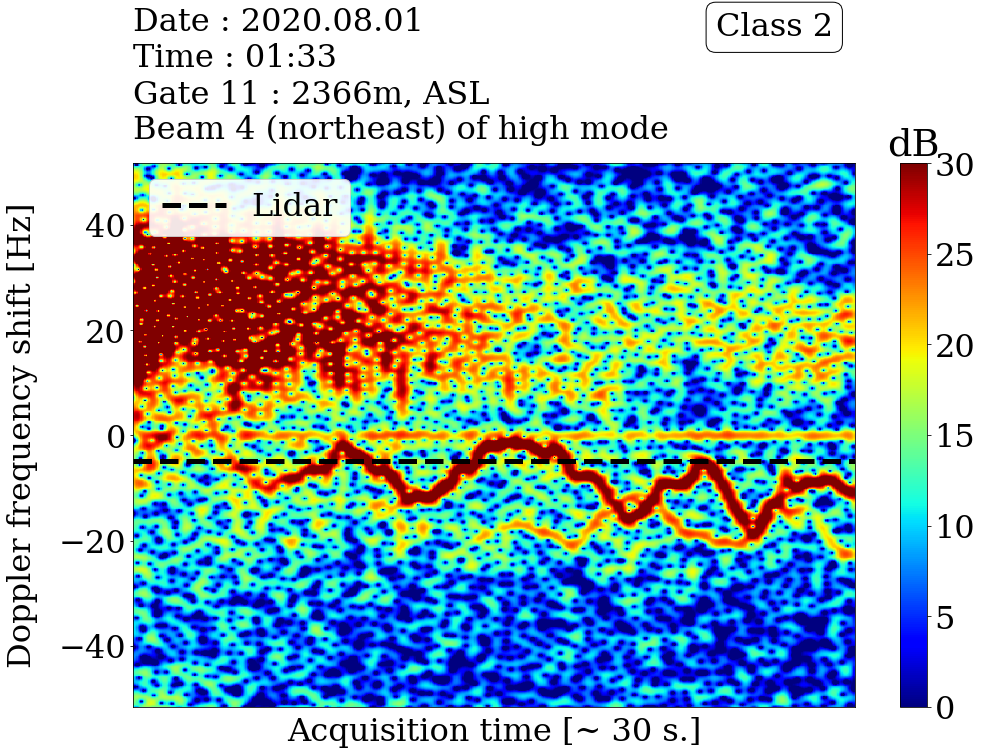 Date : 2020.08.01
Time : 01:33
Gate 11 : 2366m, ASL
Beam 4 (northeast) of high mode
Class 2
dB
Lidar
Doppler frequency shift [Hz]
40
20
0
−20
−40
Acquisition time [~ 30 s.]
30
25
20
15
10
5
0